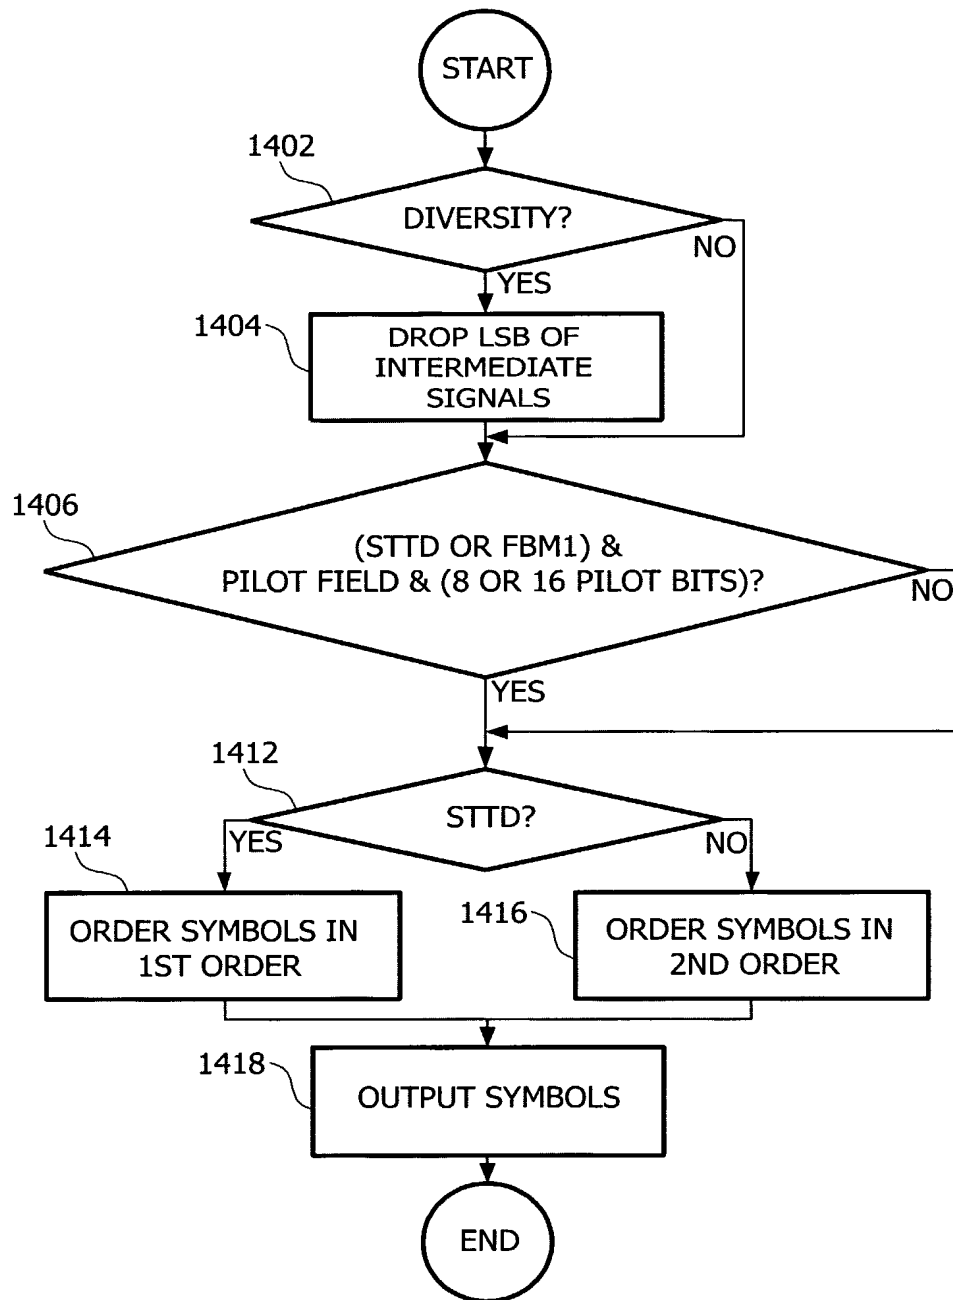 START
1402
DIVERSITY?
NO
YES
1404
DROP LSB OF
INTERMEDIATE
SIGNALS
1406
(STTD OR FBM1) &
PILOT FIELD & (8 OR 16 PILOT BITS)?
NO
YES
1412
STTD?
YES
NO
1414
ORDER SYMBOLS IN
1ST ORDER
1416
ORDER SYMBOLS IN
2ND ORDER
1418
OUTPUT SYMBOLS
END